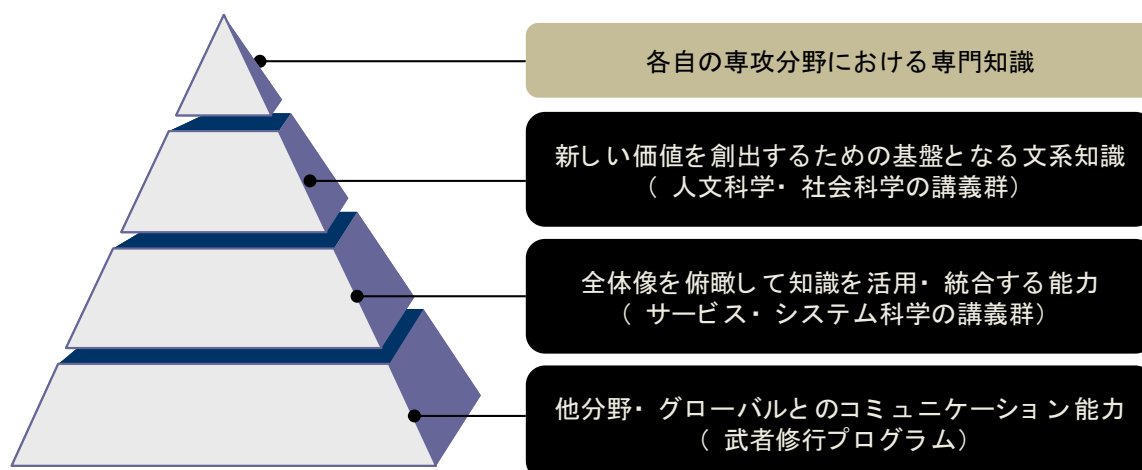 各自の専攻分野における専門知識
新しい価値を創出するための基盤となる文系知識
（人文科学・社会科学の講義群）
全体像を俯瞰して知識を活用・統合する能力
（サービス・システム科学の講義群）
他分野・グローバルとのコミュニケーション能力
（武者修行プログラム）